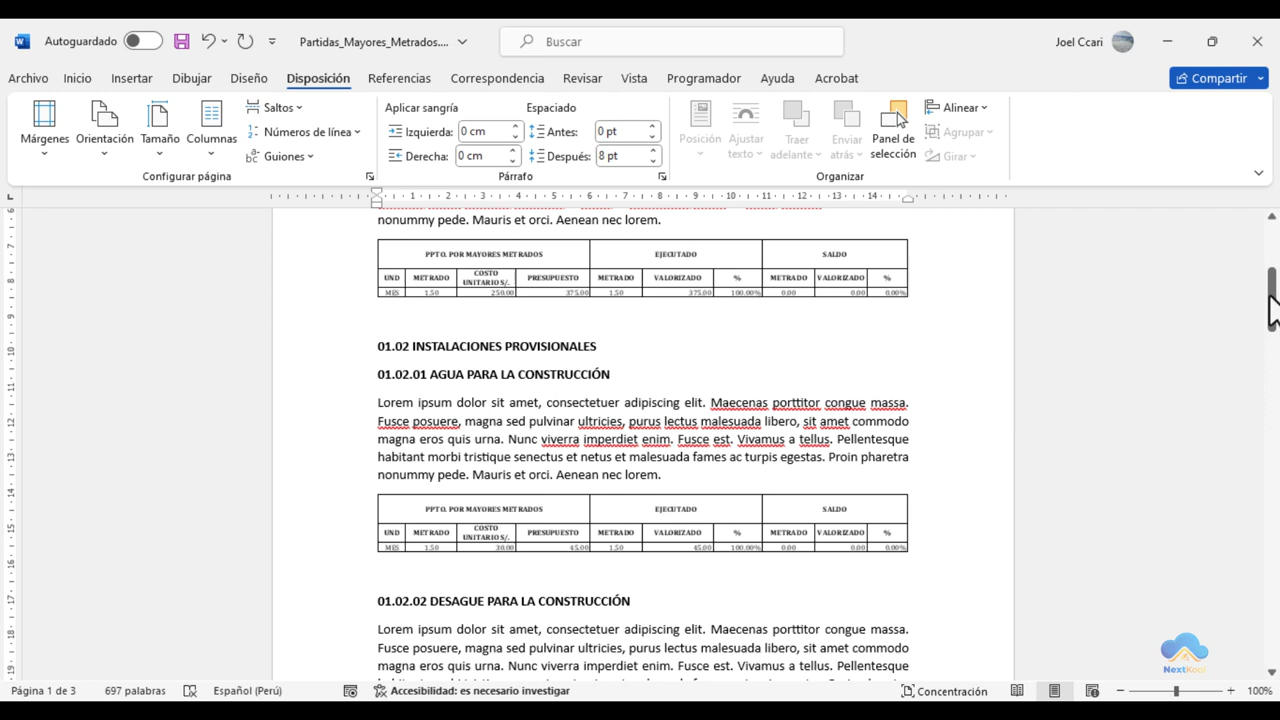 Autoguardado
Partidas_Mayores_Metrados....
Buscar
Joel Ccari
Archivo Inicio Insertar Dibujar Diseño Disposición Referencias Correspondencia Revisar Vista Programador Ayuda Acrobat Compartir
Márgenes Orientación Tamaño Columnas
Saltos
Números de línea
Guiones
Configurar página
Aplicar sangría Espaciado
Izquierda: 0 cm Antes: 0 pt
Derecha: 0 cm Después: 8 pt
Párrafo
Posición Ajustar texto Traer adelante Enviar atrás Panel de selección
Alinear
Agrupar
Girar
Organizar
1 2 3 4 5 6 7 8 9 10 11 12 13 14
nonummy pede. Mauris et orci. Aenean nec lorem.
PPTO. POR MAYORES METRADOS EJECUTADO SALDO
UND METRADO COSTO UNITARIO S/. PRESUPUESTO METRADO VALORIZADO % METRADO VALORIZADO %
MES 1.50 250.00 375.00 1.50 375.00 100.00% 0.00 0.00 0.00%
01.02 INSTALACIONES PROVISIONALES
01.02.01 AGUA PARA LA CONSTRUCCIÓN
Lorem ipsum dolor sit amet, consectetuer adipiscing elit. Maecenas porttitor congue massa.
Fusce posuere, magna sed pulvinar ultricies, purus lectus malesuada libero, sit amet commodo
magna eros quis urna. Nunc viverra imperdiet enim. Fusce est. Vivamus a tellus. Pellentesque
habitant morbi tristique senectus et netus et malesuada fames ac turpis egestas. Proin pharetra
nonummy pede. Mauris et orci. Aenean nec lorem.
PPTO. POR MAYORES METRADOS EJECUTADO SALDO
UND METRADO COSTO UNITARIO S/. PRESUPUESTO METRADO VALORIZADO % METRADO VALORIZADO %
MES 1.50 30.00 45.00 1.50 45.00 100.00% 0.00 0.00 0.00%
01.02.02 DESAGUE PARA LA CONSTRUCCIÓN
Lorem ipsum dolor sit amet, consectetuer adipiscing elit. Maecenas porttitor congue massa.
Fusce posuere, magna sed pulvinar ultricies, purus lectus malesuada libero, sit amet commodo
magna eros quis urna. Nunc viverra imperdiet enim. Fusce est. Vivamus a tellus. Pellentesque
NextKool
Página 1 de 3 697 palabras Español (Perú) Accesibilidad: es necesario investigar Concentración 100%